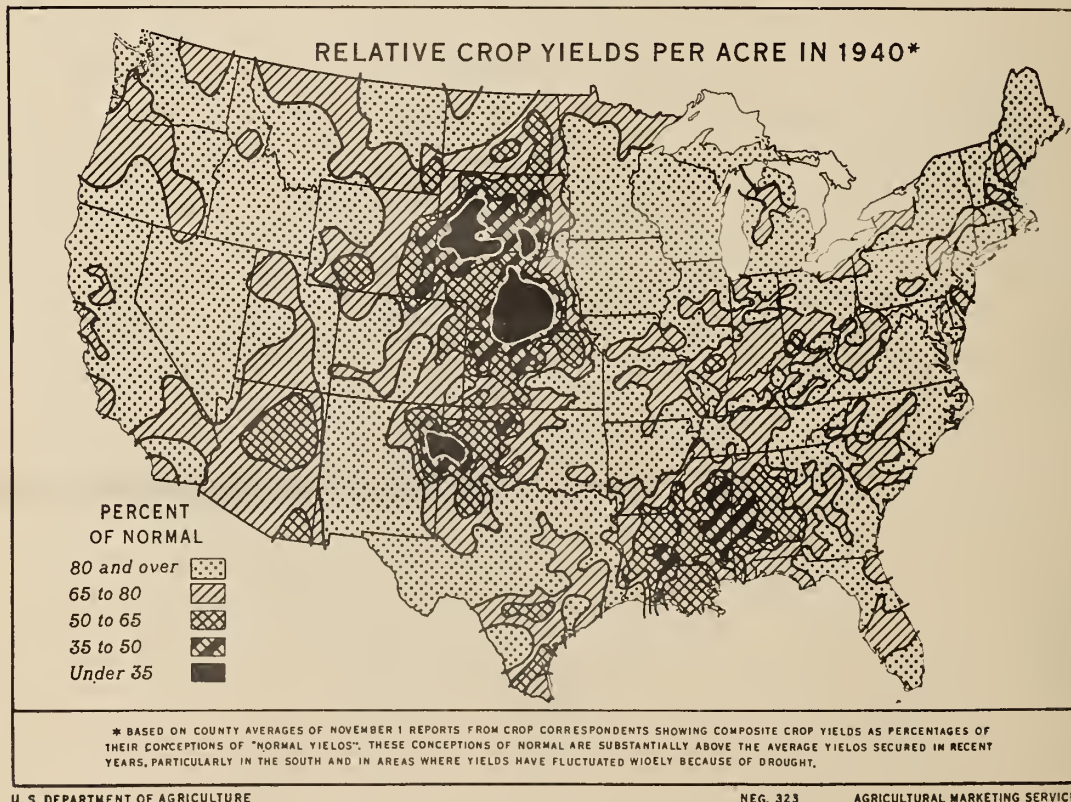 RELATIVE CROP YIELDS PER ACRE IN 1940*
PERCENT
OF NORMAL
80 and over
65 to 80
50 to 65
35 to 50
Under 35
* BASED ON COUNTY AVERAGES OF NOVEMBER 1 REPORTS FROM CROP CORRESPONDENTS SHOWING COMPOSITE CROP YIELDS AS PERCENTAGES OF
THEIR CONCEPTIONS OF "NORMAL YIELDS". THESE CONCEPTIONS OF NORMAL ARE SUBSTANTIALLY ABOVE THE AVERAGE YIELDS SECURED IN RECENT
YEARS, PARTICULARLY IN THE SOUTH AND IN AREAS WHERE YIELDS HAVE FLUCTUATED WIDELY BECAUSE OF DROUGHT.
U. S. DEPARTMENT OF AGRICULTURE
NEG. 323
AGRICULTURAL MARKETING SERVICE